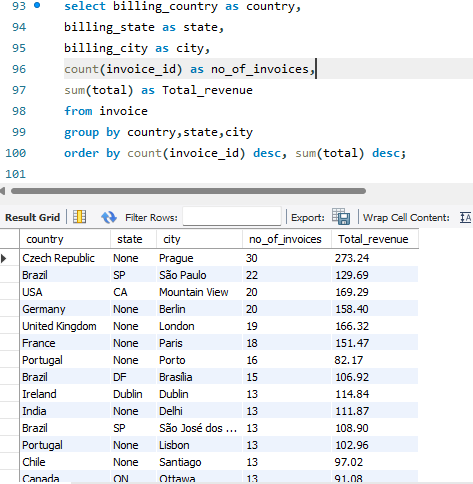 93 select billing_country as country,
94 billing_state as state,
95 billing_city as city,
96 count(invoice_id) as no_of_invoices,
97 sum(total) as Total_revenue
98 from invoice
99 group by country,state,city
100 order by count(invoice_id) desc, sum(total) desc;
101
Result Grid Filter Rows: Export: Wrap Cell Content: IA
country state city no_of_invoices Total_revenue
Czech Republic None Prague 30 273.24
Brazil SP São Paulo 22 129.69
USA CA Mountain View 20 169.29
Germany None Berlin 20 158.40
United Kingdom None London 19 166.32
France None Paris 18 151.47
Portugal None Porto 16 82.17
Brazil DF Brasília 15 106.92
Ireland Dublin Dublin 13 114.84
India None Delhi 13 111.87
Brazil SP São José dos ... 13 108.90
Portugal None Lisbon 13 102.96
Chile None Santiago 13 97.02
Canada ON Ottawa 13 91.08